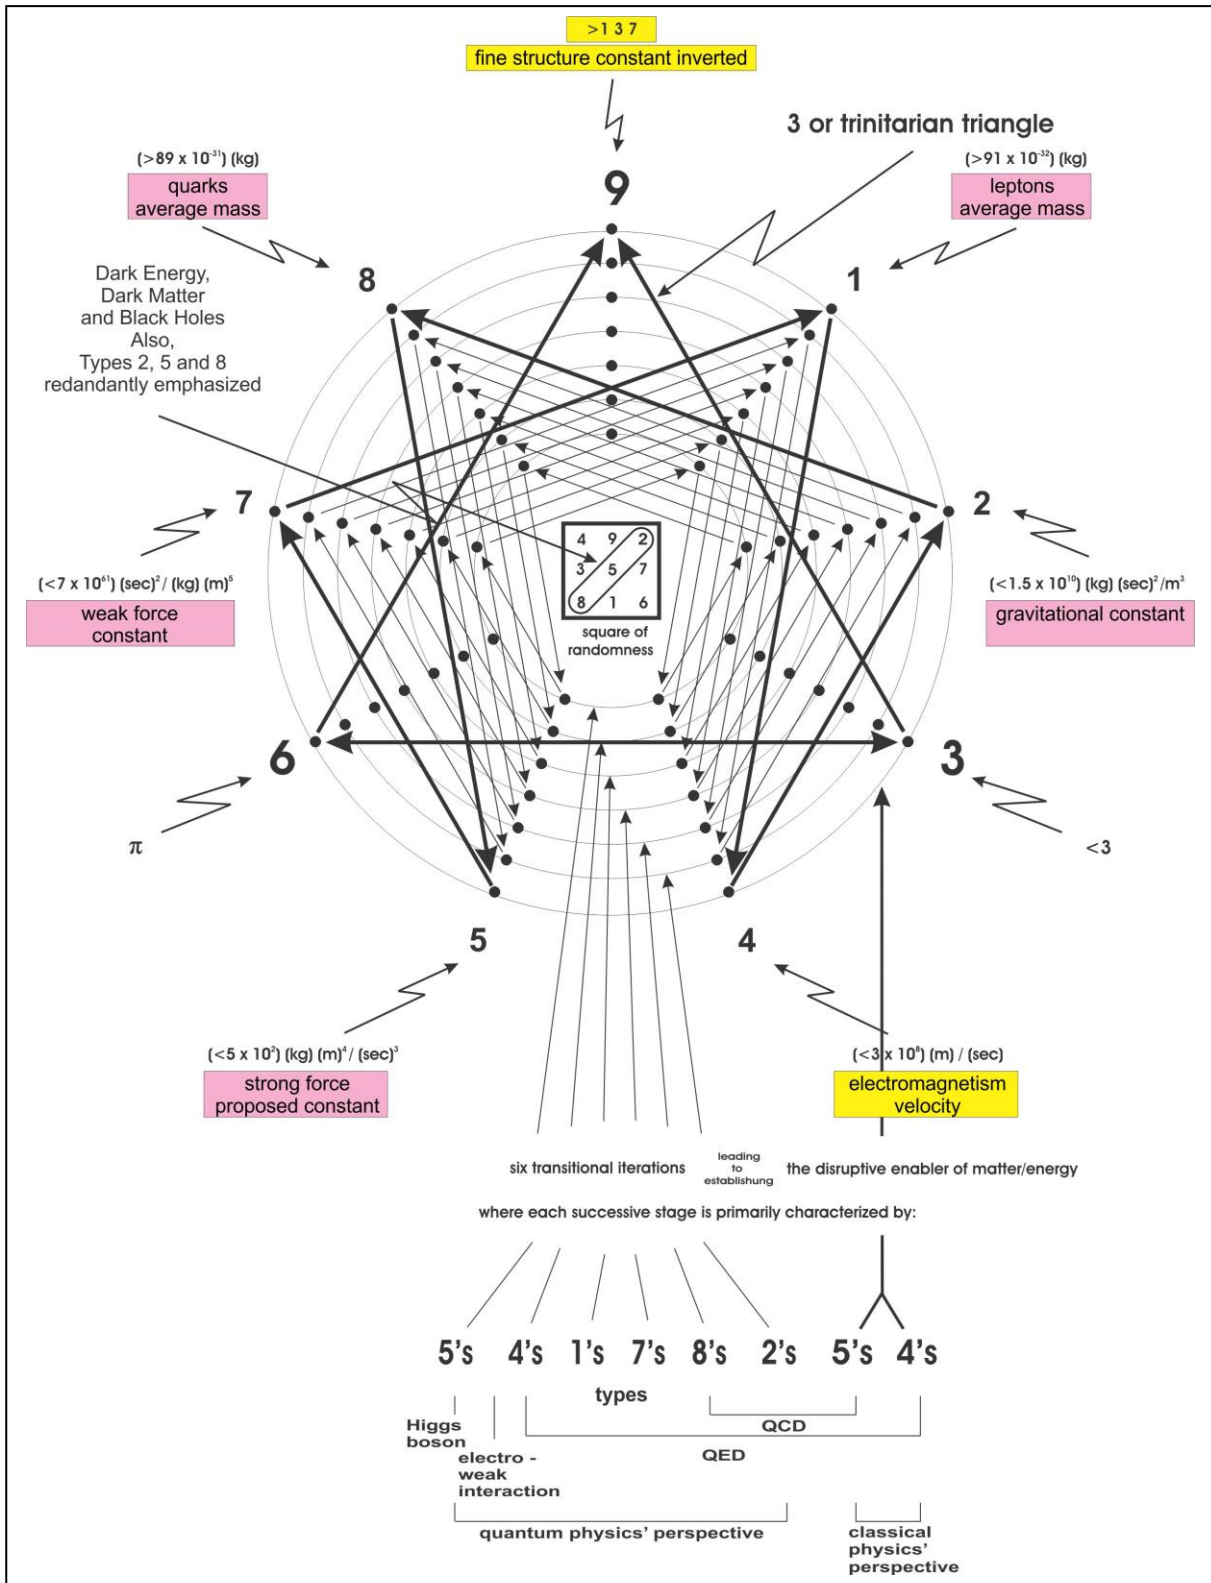 >1 3 7
fine structure constant inverted
3 or trinitarian triangle
(>89 x 10⁻³¹) (kg)
quarks
average mass
(>91 x 10⁻³²) (kg)
leptons
average mass
9
8
1
Dark Energy,
Dark Matter
and Black Holes
Also,
Types 2, 5 and 8
redandantly emphasized
7
2
4 9 2
3 5 7
8 1 6
square of
randomness
(<7 x 10⁶¹) (sec)²/ (kg) (m)⁵
weak force
constant
(<1.5 x 10¹⁰) (kg) (sec)²/m³
gravitational constant
6
3
π
<3
5
4
(<5 x 10²) (kg) (m)⁴/ (sec)³
strong force
proposed constant
(<3 x 10⁸) (m) / (sec)
electromagnetism
velocity
six transitional iterations
leading
to
establishung
the disruptive enabler of matter/energy
where each successive stage is primarily characterized by:
5's 4's 1's 7's 8's 2's 5's 4's
types
Higgs
boson
QCD
electro -
weak
interaction
QED
quantum physics' perspective
classical
physics'
perspective